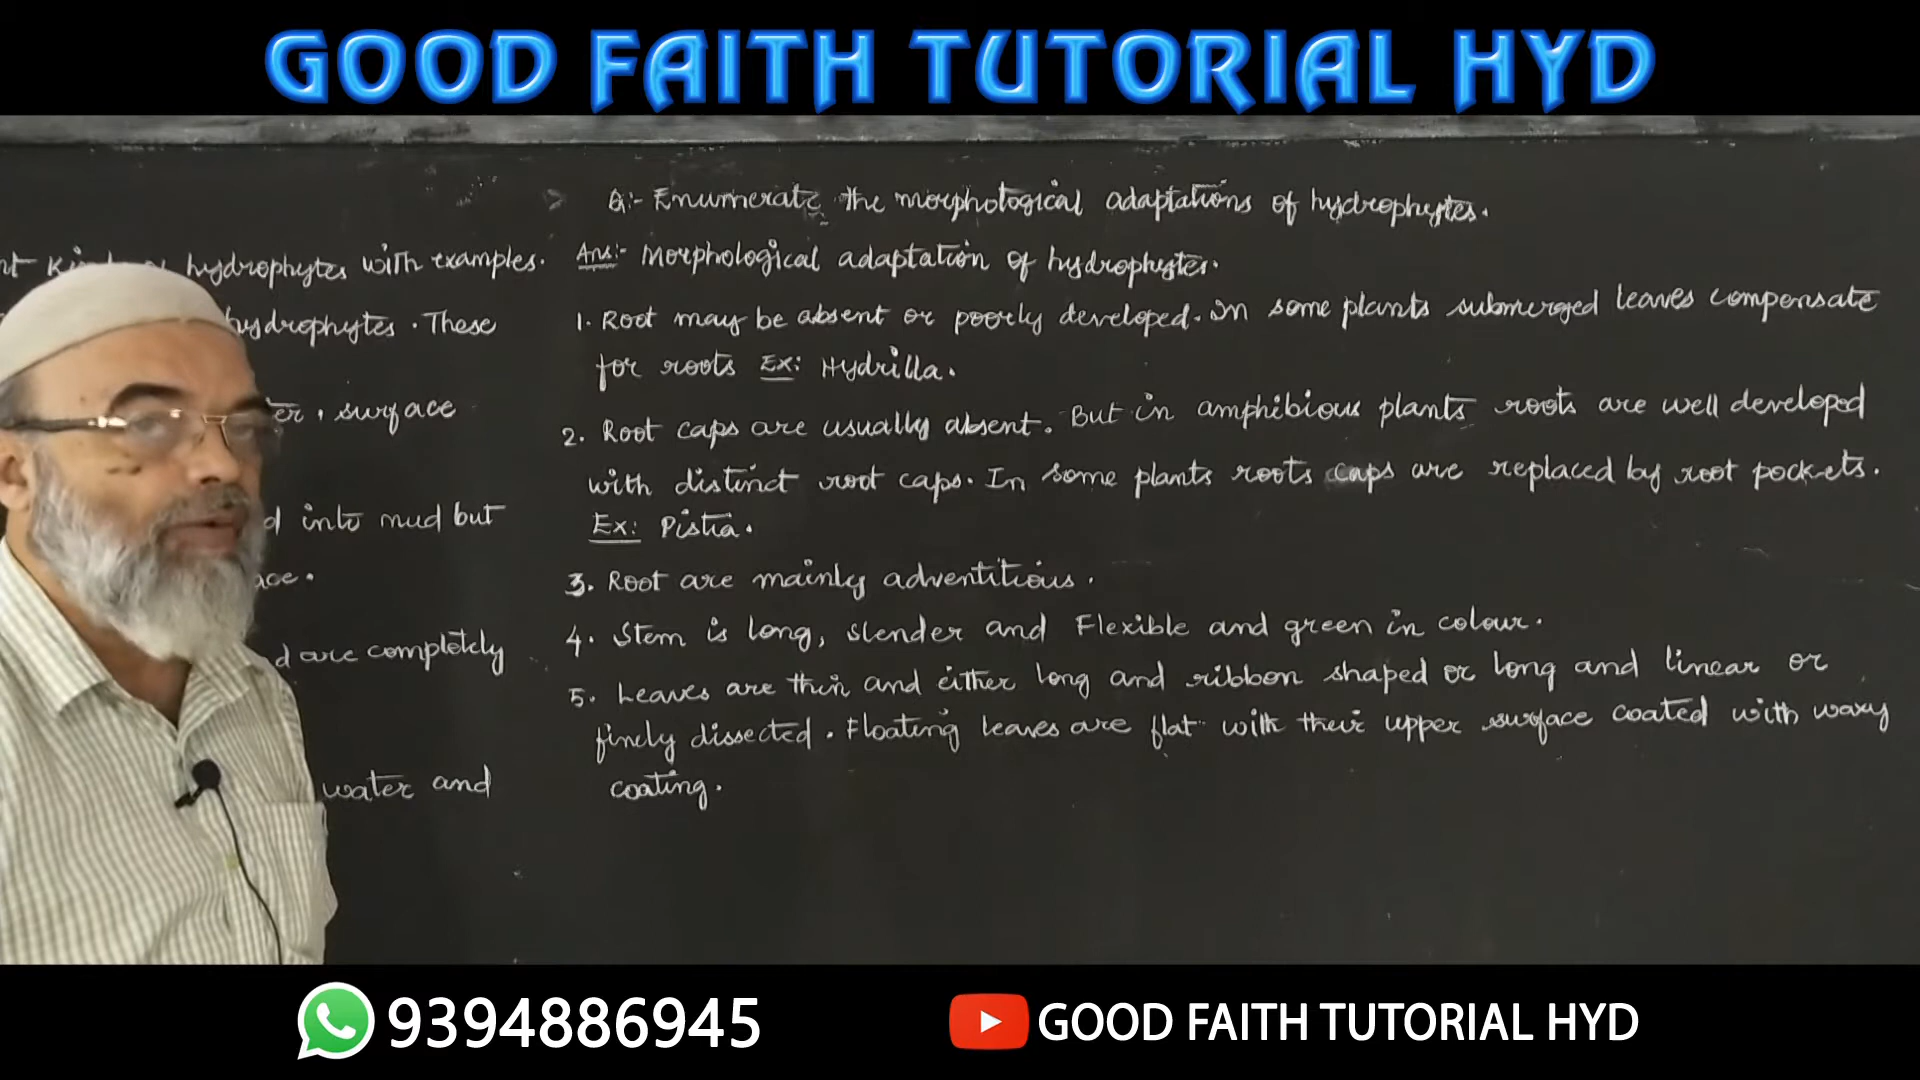 GOOD FAITH TUTORIAL HYD
hydrophytes with examples.
hydrophytes. These
surface
into mud but
are completely
water and
Q:- Enumerate the morphological adaptations of hydrophytes.
Ans:- Morphological adaptation of hydrophytes.
1. Root may be absent or poorly developed. In some plants submerged leaves compensate
for roots Ex: Hydrilla.
2. Root caps are usually absent. But in amphibious plants roots are well developed
with distinct root caps. In some plants roots caps are replaced by root pockets.
Ex: Pistia.
3. Root are mainly adventitious.
4. Stem is long, slender and Flexible and green in colour.
5. Leaves are thin and either long and ribbon shaped or long and linear or
finely dissected. Floating leaves are flat with their upper surface coated with waxy
coating.
9394886945
GOOD FAITH TUTORIAL HYD